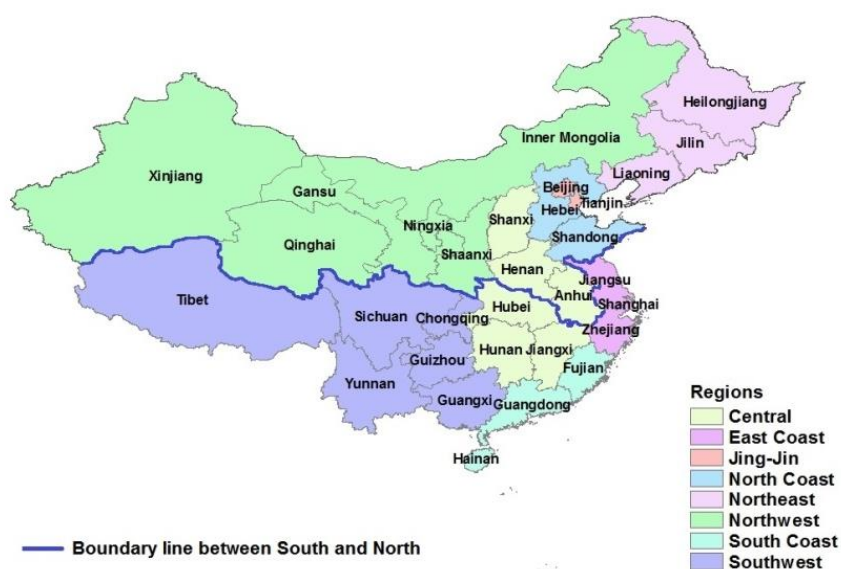 Heilongjiang
Jilin
Inner Mongolia
Liaoning
Xinjiang
Gansu
Beijing
Tianjin
Hebei
Shanxi
Ningxia
Shandong
Qinghai
Shaanxi
Henan
Jiangsu
Anhui
Tibet
Shanghai
Hubei
Sichuan
Chongqing
Zhejiang
Hunan
Jiangxi
Guizhou
Fujian
Yunnan
Guangxi
Guangdong
Hainan
Regions
Central
East Coast
Jing-Jin
North Coast
Northeast
Northwest
South Coast
Southwest
Boundary line between South and North